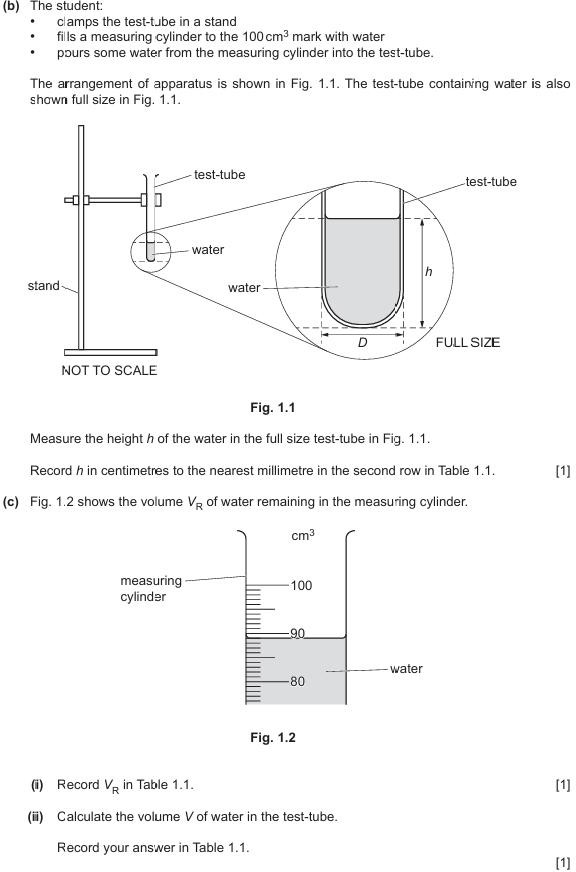 (b) The student:
• clamps the test-tube in a stand
• fills a measuring cylinder to the 100 cm³ mark with water
• pours some water from the measuring cylinder into the test-tube.
The arrangement of apparatus is shown in Fig. 1.1. The test-tube containing water is also
shown full size in Fig. 1.1.
test-tube
test-tube
water
h
stand
water
D
FULL SIZE
NOT TO SCALE
Fig. 1.1
Measure the height h of the water in the full size test-tube in Fig. 1.1.
Record h in centimetres to the nearest millimetre in the second row in Table 1.1. [1]
(c) Fig. 1.2 shows the volume V_R of water remaining in the measuring cylinder.
cm³
measuring
cylinder
100
90
80
water
Fig. 1.2
(i) Record V_R in Table 1.1. [1]
(ii) Calculate the volume V of water in the test-tube.
Record your answer in Table 1.1.
[1]